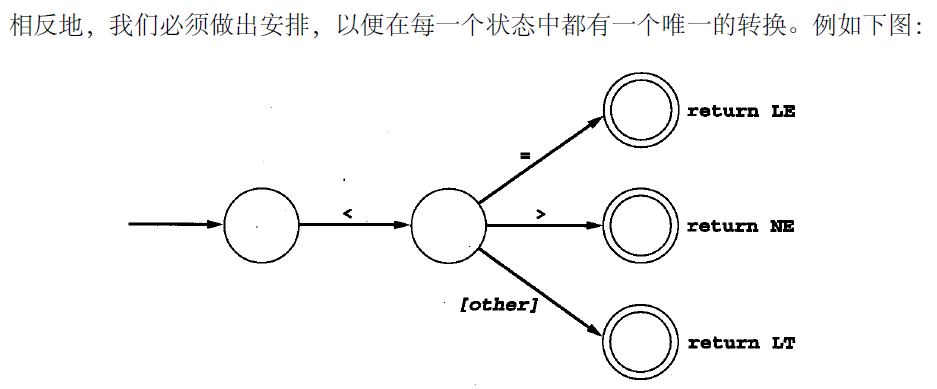 相反地，我们必须做出安排，以便在每一个状态中都有一个唯一的转换。例如下图：
return LE
=
<
>
return NE
[other]
return LT